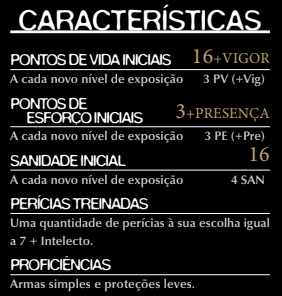 CARACTERÍSTICAS
PONTOS DE VIDA INICIAIS 16+VIGOR
A cada novo nível de exposição 3 PV (+Vig)
PONTOS DE
ESFORÇO INICIAIS 3+PRESENÇA
A cada novo nível de exposição 3 PE (+Pre)
SANIDADE INICIAL 16
A cada novo nível de exposição 4 SAN
PERÍCIAS TREINADAS
Uma quantidade de perícias à sua escolha igual
a 7 + Intelecto.
PROFICIÊNCIAS
Armas simples e proteções leves.